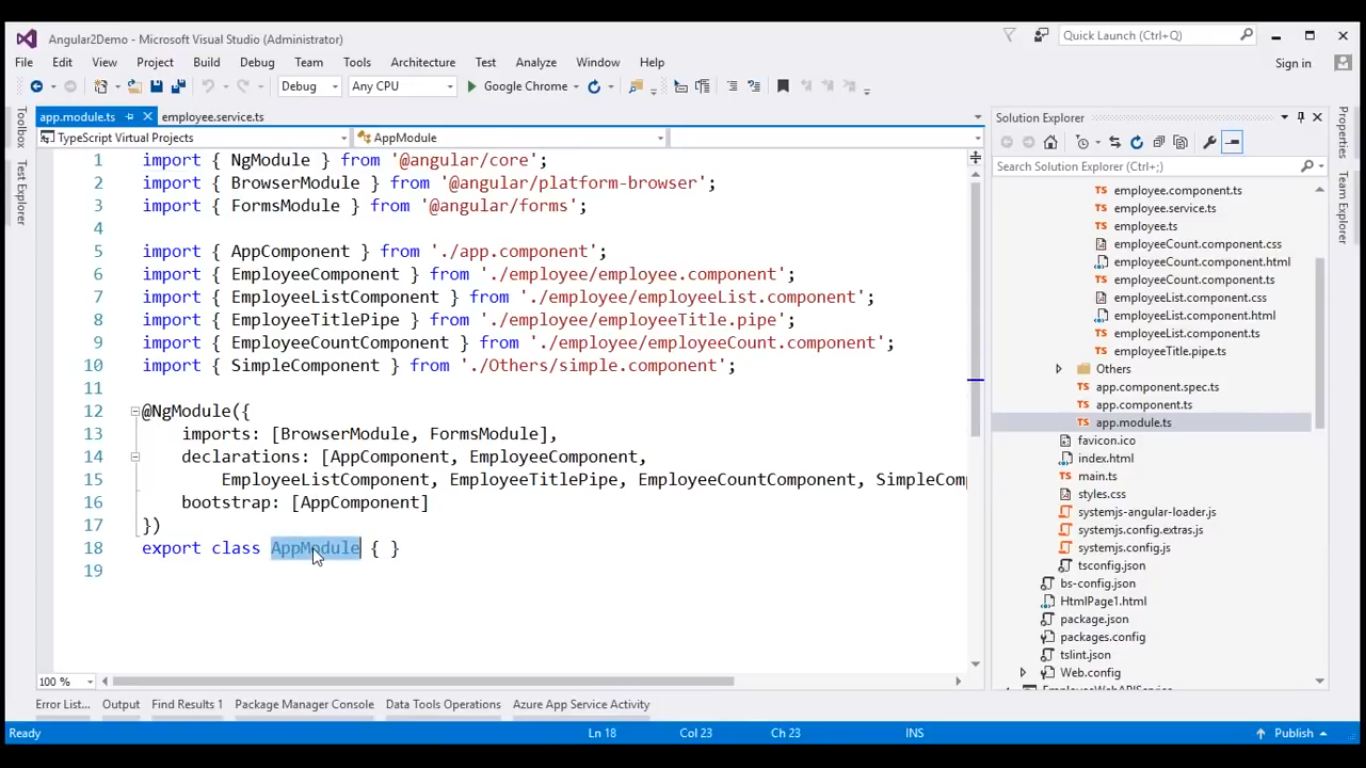 Angular2Demo - Microsoft Visual Studio (Administrator)
Quick Launch (Ctrl+Q)
File Edit View Project Build Debug Team Tools Architecture Test Analyze Window Help
Sign in
Debug Any CPU Google Chrome
Toolbox
Test Explorer
app.module.ts employee.service.ts
TypeScript Virtual Projects AppModule
1 import { NgModule } from '@angular/core';
2 import { BrowserModule } from '@angular/platform-browser';
3 import { FormsModule } from '@angular/forms';
4
5 import { AppComponent } from './app.component';
6 import { EmployeeComponent } from './employee/employee.component';
7 import { EmployeeListComponent } from './employee/employeeList.component';
8 import { EmployeeTitlePipe } from './employee/employeeTitle.pipe';
9 import { EmployeeCountComponent } from './employee/employeeCount.component';
10 import { SimpleComponent } from './Others/simple.component';
11
12 @NgModule({
13 imports: [BrowserModule, FormsModule],
14 declarations: [AppComponent, EmployeeComponent,
15 EmployeeListComponent, EmployeeTitlePipe, EmployeeCountComponent, SimpleCom
16 bootstrap: [AppComponent]
17 })
18 export class AppModule { }
19
100 %
Solution Explorer
Search Solution Explorer (Ctrl+;)
TS employee.component.ts
TS employee.service.ts
TS employee.ts
employeeCount.component.css
employeeCount.component.html
TS employeeCount.component.ts
employeeList.component.css
employeeList.component.html
TS employeeList.component.ts
TS employeeTitle.pipe.ts
Others
TS app.component.spec.ts
TS app.component.ts
TS app.module.ts
favicon.ico
index.html
TS main.ts
styles.css
systemjs-angular-loader.js
systemjs.config.extras.js
systemjs.config.js
tsconfig.json
bs-config.json
HtmlPage1.html
package.json
packages.config
tslint.json
Web.config
Properties
Team Explorer
Error List... Output Find Results 1 Package Manager Console Data Tools Operations Azure App Service Activity
Ready Ln 18 Col 23 Ch 23 INS Publish